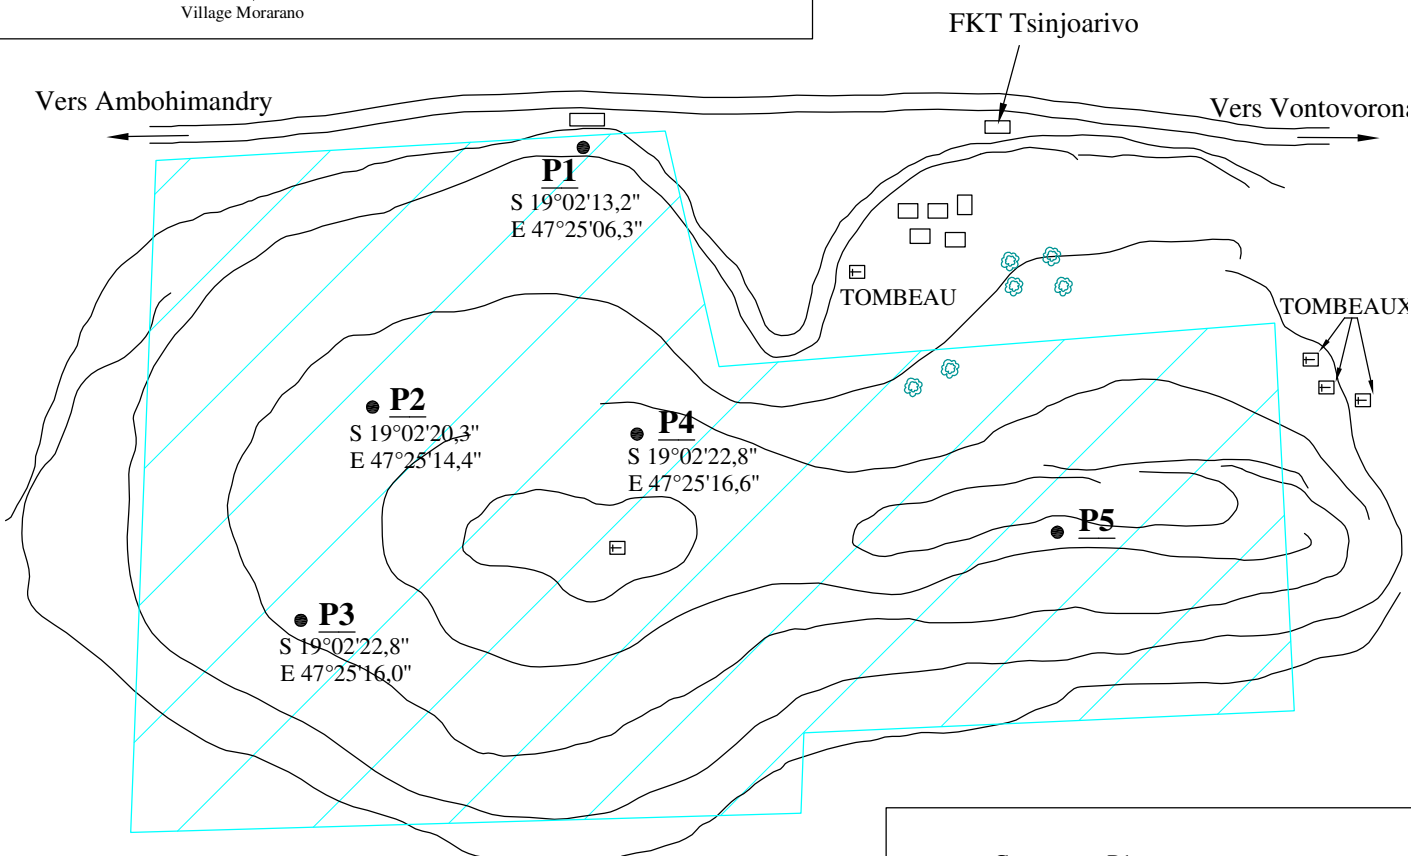 Village Morarano
FKT Tsinjoarivo
Vers Ambohimandry
Vers Vontovorona
P1
S 19°02'13,2"
E 47°25'06,3"
TOMBEAU
TOMBEAUX
P2
S 19°02'20,3"
E 47°25'14,4"
P4
S 19°02'22,8"
E 47°25'16,6"
P5
P3
S 19°02'22,8"
E 47°25'16,0"